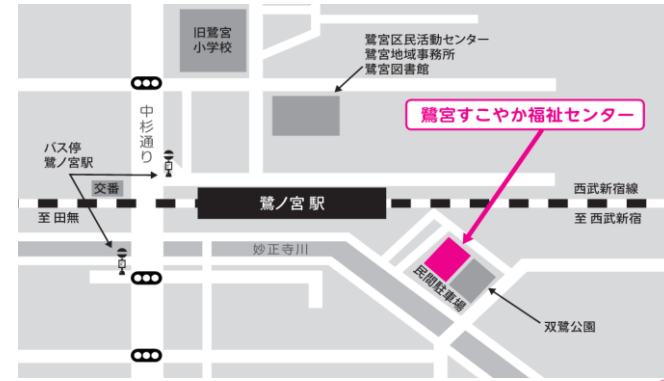 旧鷺宮
小学校
鷺宮区民活動センター
鷺宮地域事務所
鷺宮図書館
鷺宮すこやか福祉センター
中杉通り
バス停
鷺ノ宮駅
交番
鷺ノ宮 駅
西武新宿線
至 田無
至 西武新宿
妙正寺川
民間駐車場
双鷺公園